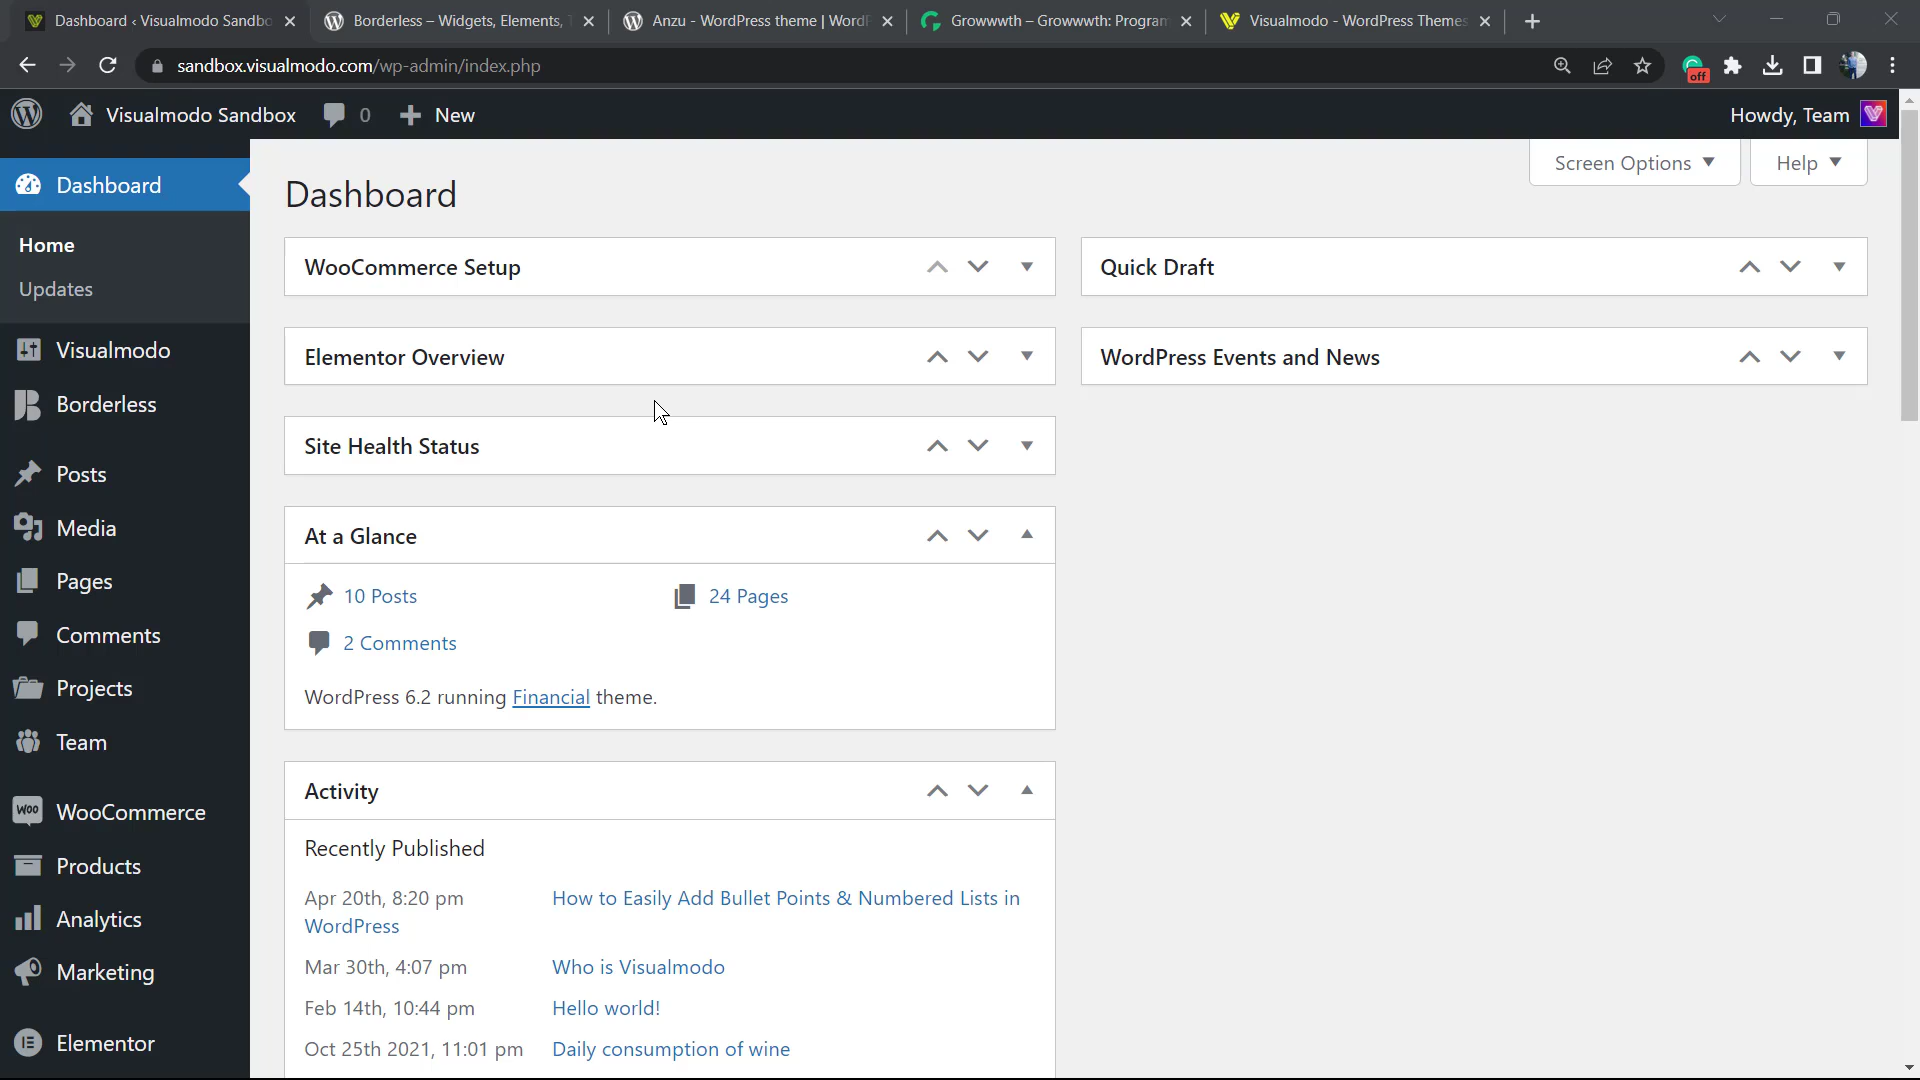 Dashboard ‹ Visualmodo Sandbo
Borderless – Widgets, Elements,
Anzu - WordPress theme | Word
Growwwth – Growwwth: Program
Visualmodo - WordPress Themes
sandbox.visualmodo.com/wp-admin/index.php
off
Visualmodo Sandbox
0
New
Howdy, Team
Dashboard
Home
Updates
Visualmodo
Borderless
Posts
Media
Pages
Comments
Projects
Team
Woo
WooCommerce
Products
Analytics
Marketing
Elementor
Screen Options
Help
Dashboard
WooCommerce Setup
Elementor Overview
Site Health Status
At a Glance
10 Posts
24 Pages
2 Comments
WordPress 6.2 running Financial theme.
Activity
Recently Published
Apr 20th, 8:20 pm How to Easily Add Bullet Points & Numbered Lists in
WordPress
Mar 30th, 4:07 pm Who is Visualmodo
Feb 14th, 10:44 pm Hello world!
Oct 25th 2021, 11:01 pm Daily consumption of wine
Quick Draft
WordPress Events and News